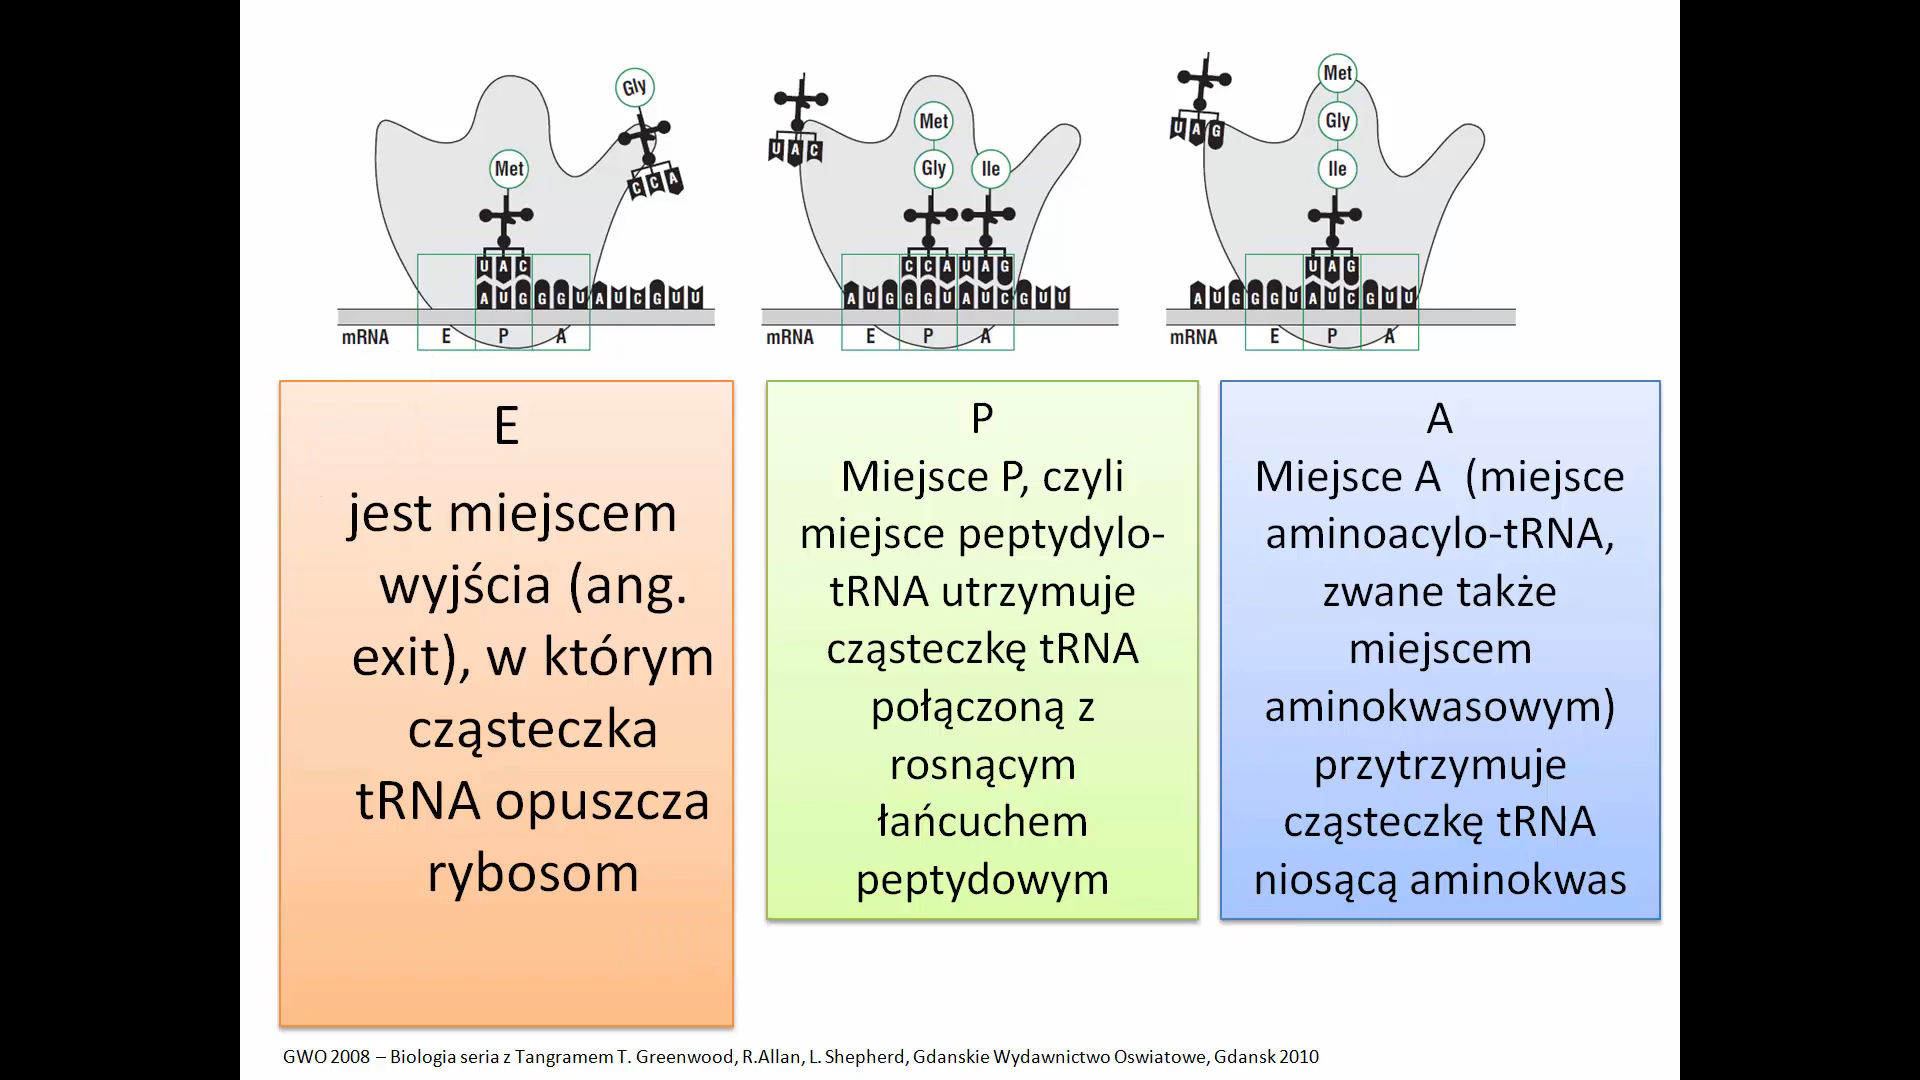 Gly
Met
C C A
U A C
A U G G G U A U C G U U
mRNA E P A
Met
Gly Ile
U A C
C C A U A G
A U G G G U A U C G U U
mRNA E P A
Met
Gly
Ile
U A G
U A G
A U G G G U A U C G U U
mRNA E P A
E
jest miejscem
wyjścia (ang.
exit), w którym
cząsteczka
tRNA opuszcza
rybosom
P
Miejsce P, czyli
miejsce peptydylo-
tRNA utrzymuje
cząsteczkę tRNA
połączoną z
rosnącym
łańcuchem
peptydowym
A
Miejsce A (miejsce
aminoacylo-tRNA,
zwane także
miejscem
aminokwasowym)
przytrzymuje
cząsteczkę tRNA
niosącą aminokwas
GWO 2008 – Biologia seria z Tangramem T. Greenwood, R.Allan, L. Shepherd, Gdanskie Wydawnictwo Oswiatowe, Gdansk 2010